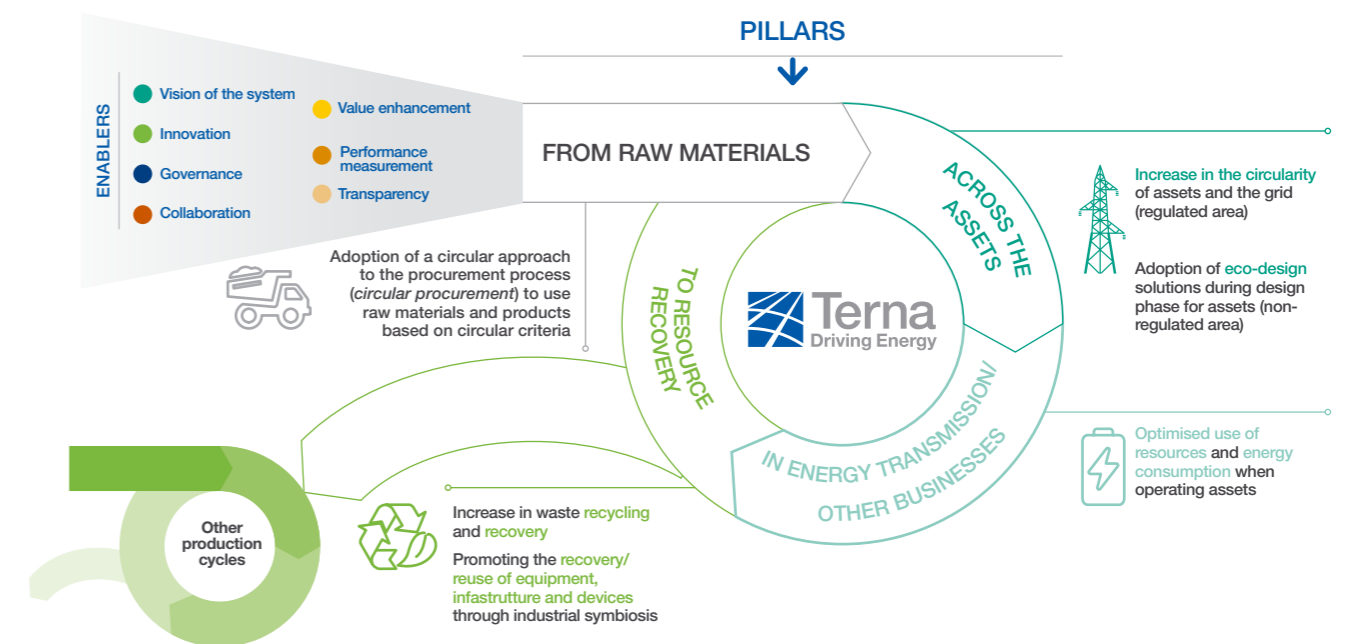 PILLARS
ENABLERS
Vision of the system
Innovation
Governance
Collaboration
Value enhancement
Performance
measurement
Transparency
FROM RAW MATERIALS
ACROSS THE
ASSETS
IN ENERGY TRANSMISSION/
OTHER BUSINESSES
TO RESOURCE
RECOVERY
Terna
Driving Energy
Adoption of a circular approach
to the procurement process
(circular procurement) to use
raw materials and products
based on circular criteria
Increase in the circularity
of assets and the grid
(regulated area)
Adoption of eco-design
solutions during design
phase for assets (non-
regulated area)
Optimised use of
resources and energy
consumption when
operating assets
Increase in waste recycling
and recovery
Promoting the recovery/
reuse of equipment,
infastrutture and devices
through industrial symbiosis
Other
production
cycles